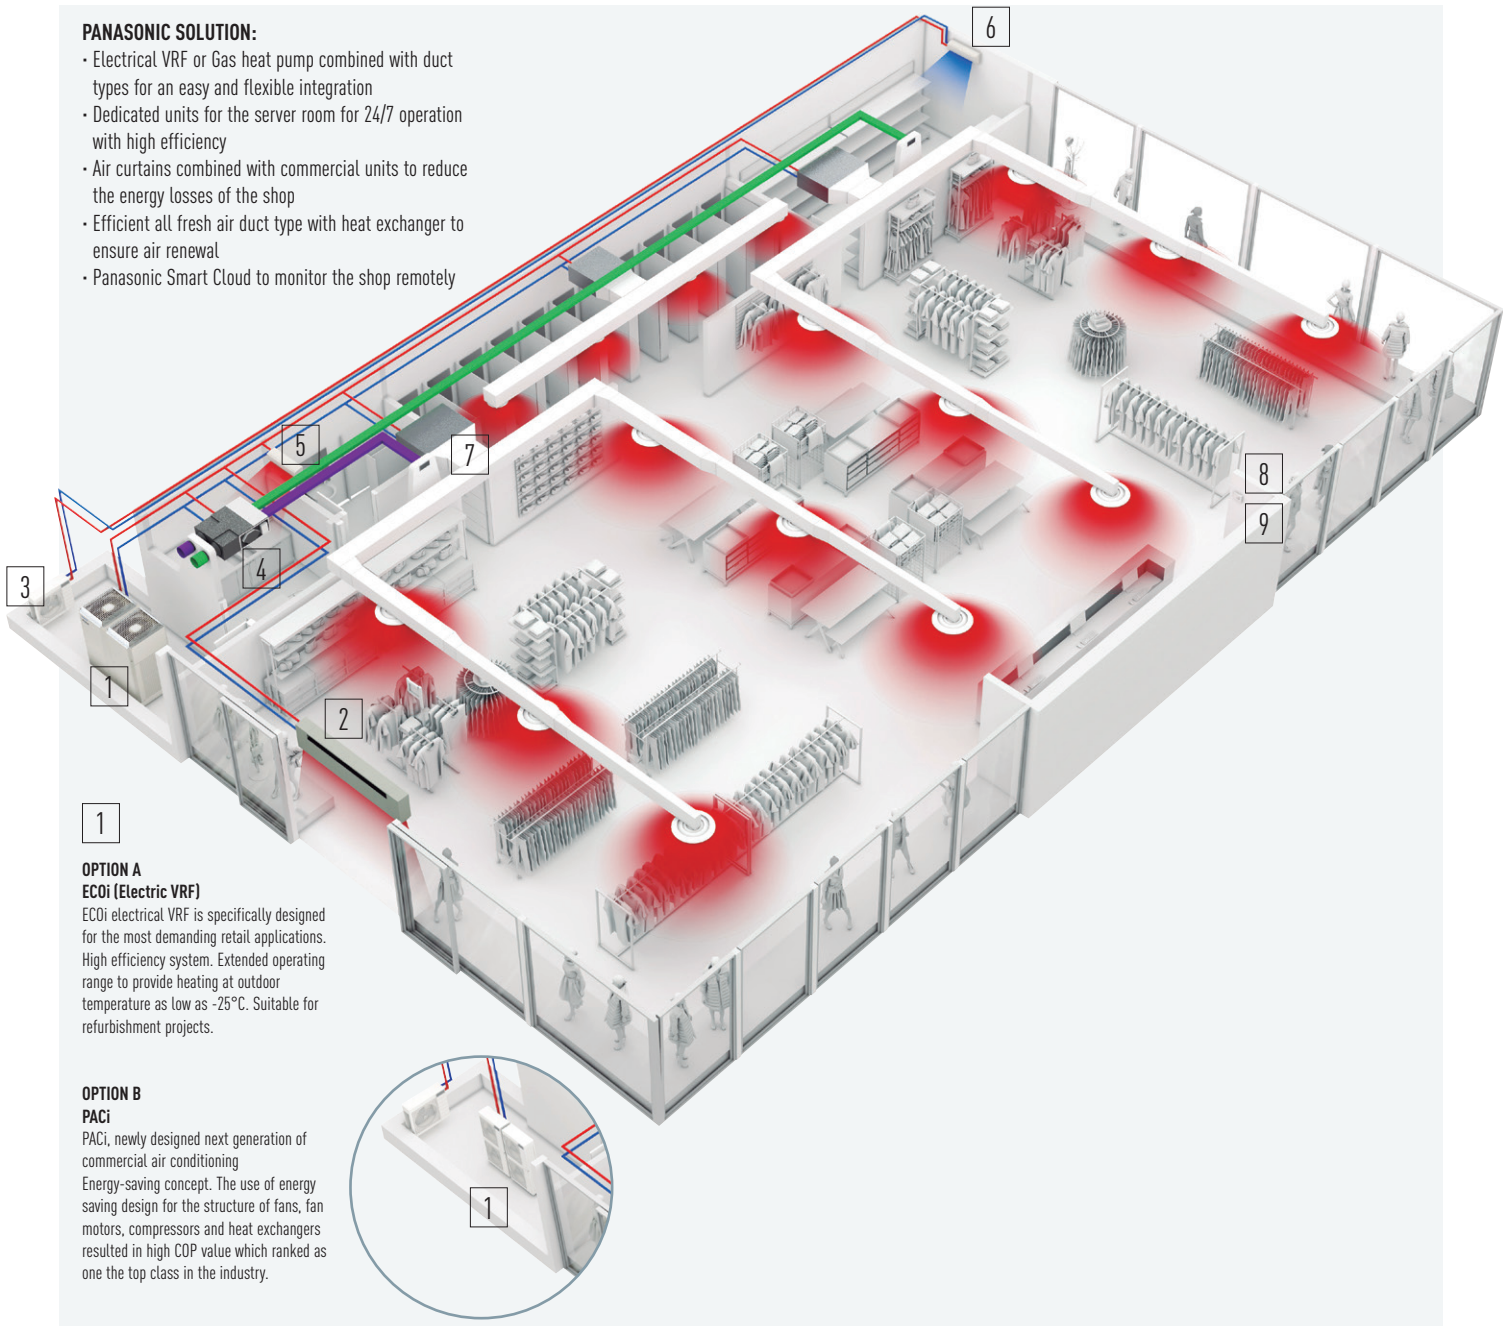 PANASONIC SOLUTION:
· Electrical VRF or Gas heat pump combined with duct
types for an easy and flexible integration
· Dedicated units for the server room for 24/7 operation
with high efficiency
· Air curtains combined with commercial units to reduce
the energy losses of the shop
· Efficient all fresh air duct type with heat exchanger to
ensure air renewal
· Panasonic Smart Cloud to monitor the shop remotely
6
5
7
8
9
4
3
1
2
1
OPTION A
ECOi (Electric VRF)
ECOi electrical VRF is specifically designed
for the most demanding retail applications.
High efficiency system. Extended operating
range to provide heating at outdoor
temperature as low as -25°C. Suitable for
refurbishment projects.
OPTION B
PACi
PACi, newly designed next generation of
commercial air conditioning
Energy-saving concept. The use of energy
saving design for the structure of fans, fan
motors, compressors and heat exchangers
resulted in high COP value which ranked as
one the top class in the industry.
1